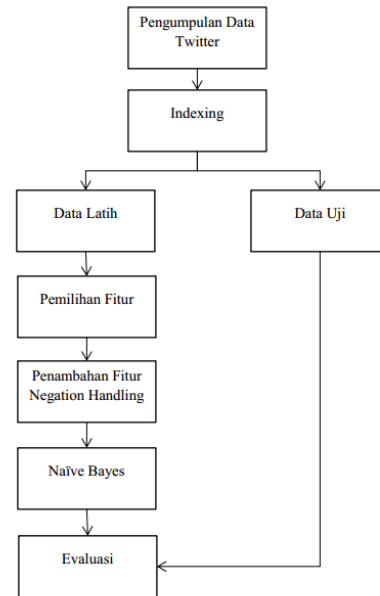 Pengumpulan Data
Twitter
Indexing
Data Latih
Data Uji
Pemilihan Fitur
Penambahan Fitur
Negation Handling
Naïve Bayes
Evaluasi